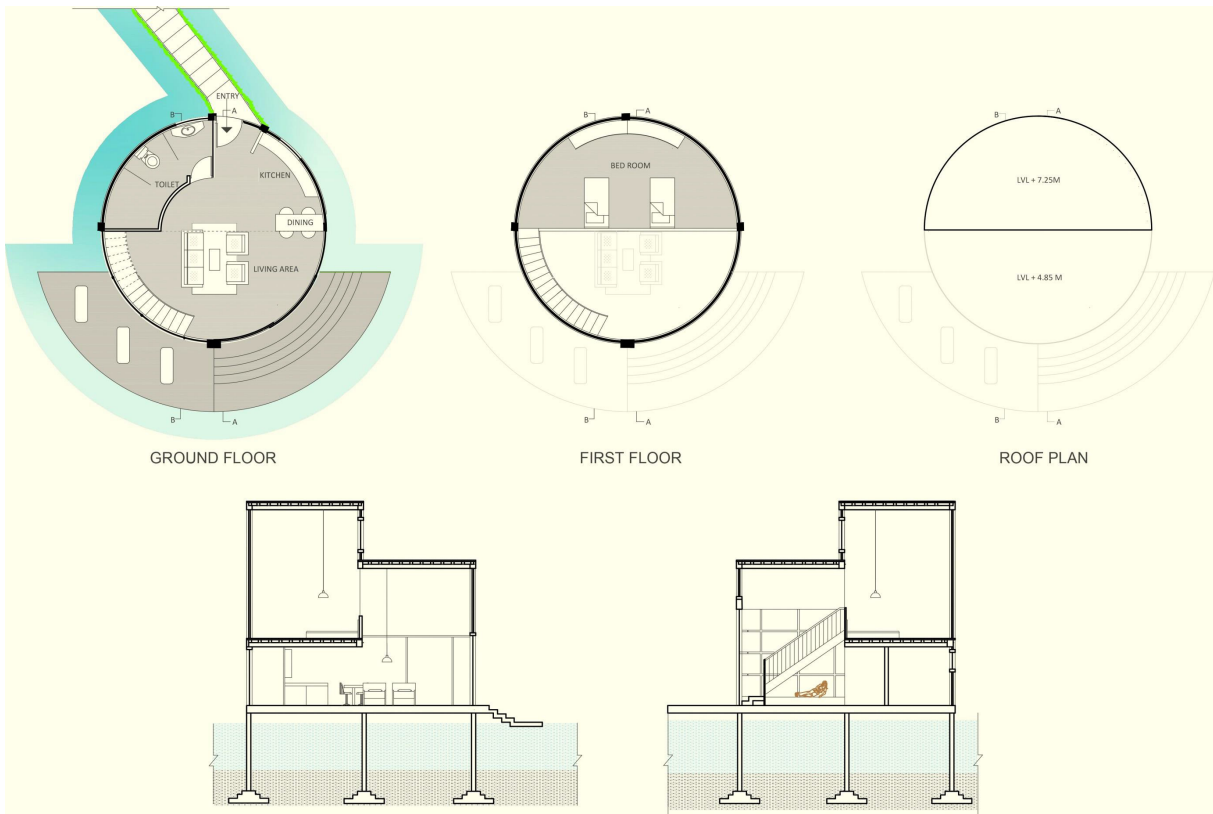 ENTRY
B
A
TOILET
KITCHEN
DINING
LIVING AREA
B
A
GROUND FLOOR
B
A
BED ROOM
B
A
FIRST FLOOR
B
A
LVL + 7.25M
LVL + 4.85 M
B
A
ROOF PLAN